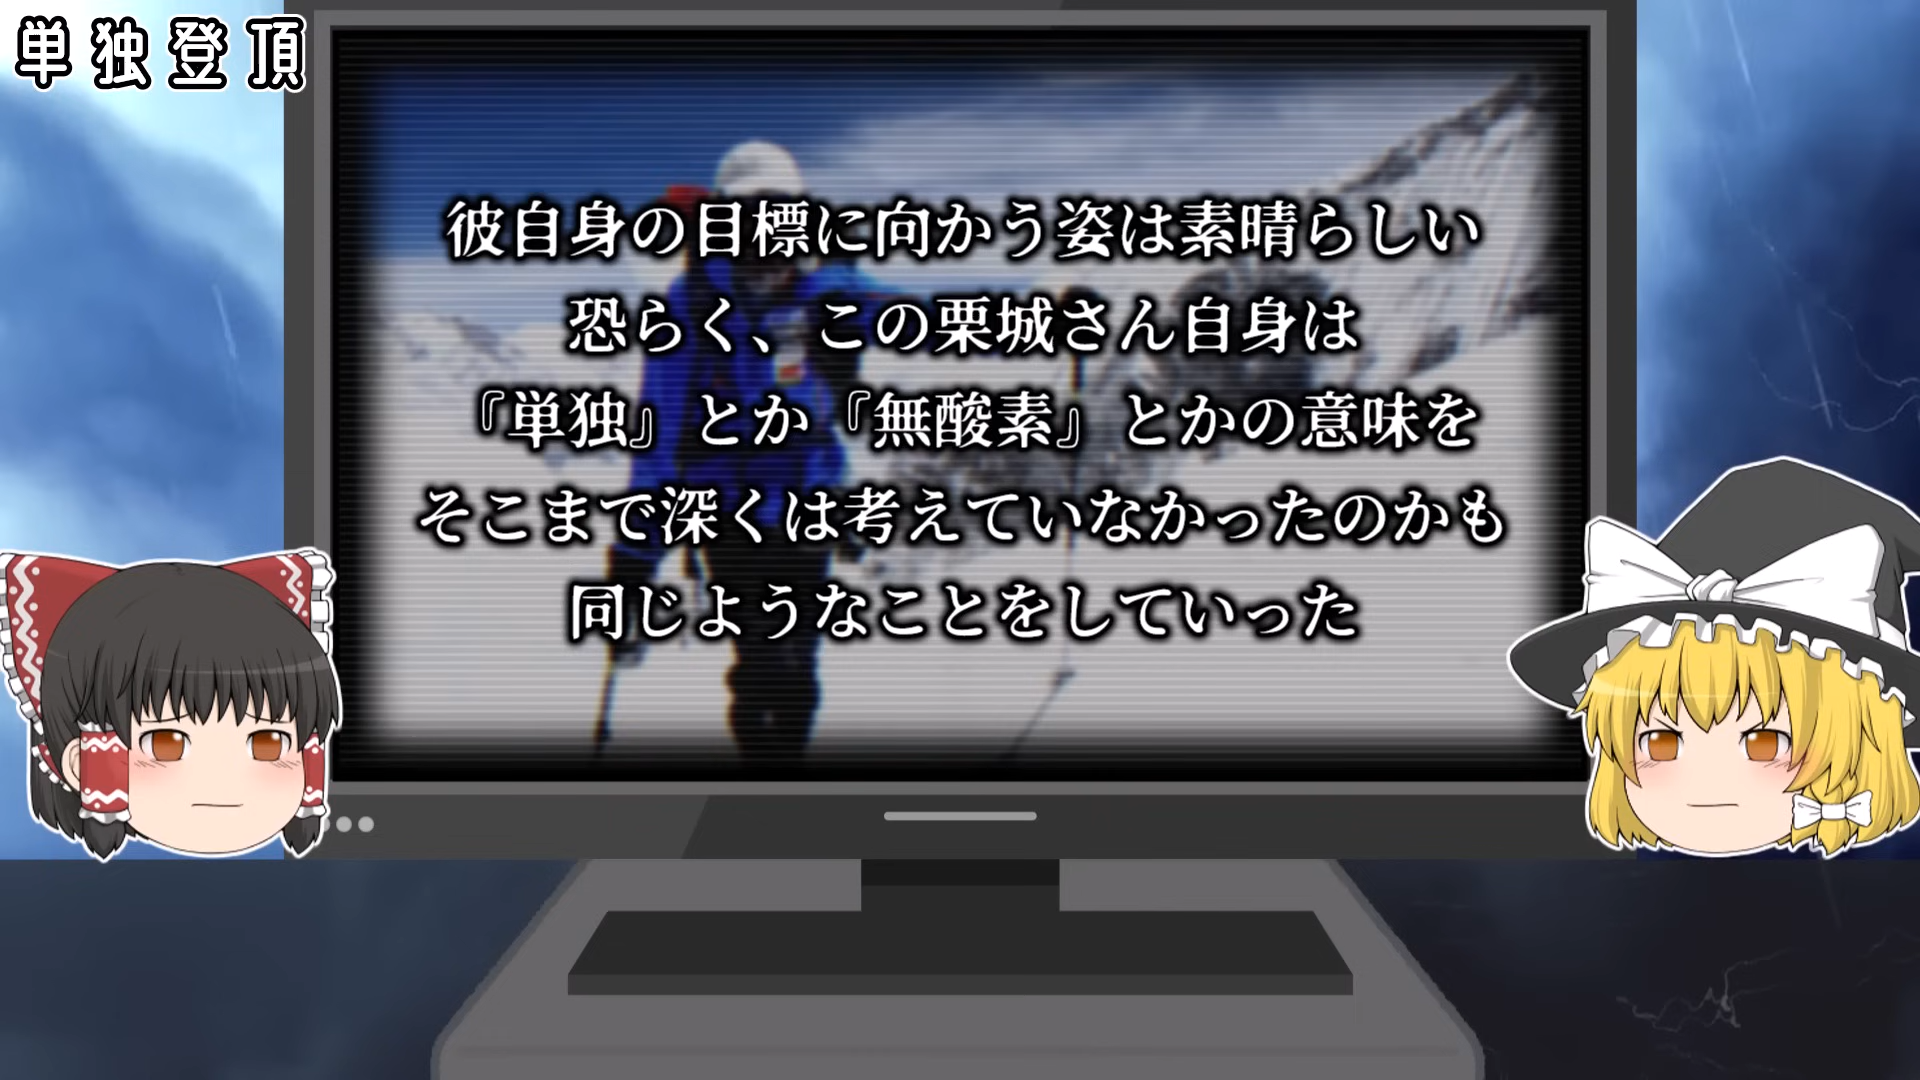 単独登頂
彼自身の目標に向かう姿は素晴らしい
恐らく、この栗城さん自身は
『単独』とか『無酸素』とかの意味を
そこまで深くは考えていなかったのかも
同じようなことをしていった